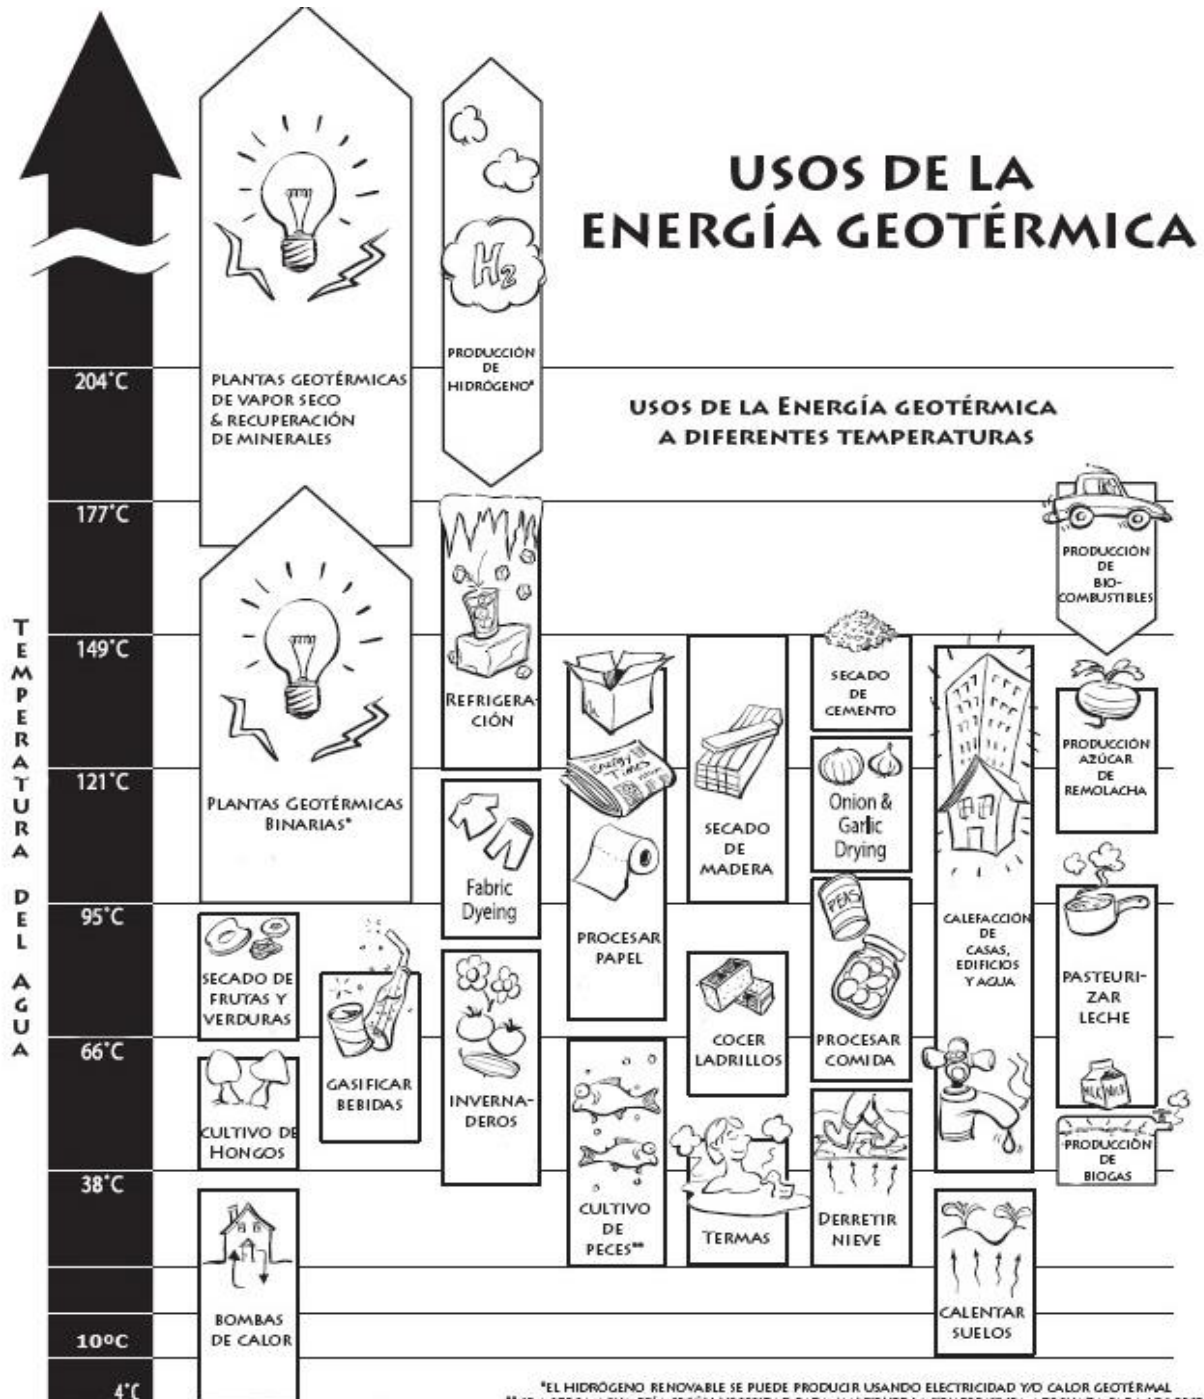 USOS DE LA
ENERGÍA GEOTÉRMICA
USOS DE LA ENERGÍA GEOTÉRMICA
A DIFERENTES TEMPERATURAS
TEMPERATURA DEL AGUA
204°C
177°C
149°C
121°C
95°C
66°C
38°C
10ºC
4°C
PLANTAS GEOTÉRMICAS
DE VAPOR SECO
& RECUPERACIÓN
DE MINERALES
H2
PRODUCCIÓN
DE
HIDRÓGENO*
PLANTAS GEOTÉRMICAS
BINARIAS*
REFRIGERA-
CIÓN
PRODUCCIÓN
DE
BIO-
COMBUSTIBLES
SECADO
DE
CEMENTO
PRODUCCIÓN
AZÚCAR
DE
REMOLACHA
Energy
Times
PROCESAR
PAPEL
SECADO
DE
MADERA
Onion &
Garlic
Drying
Fabric
Dyeing
CALEFACCIÓN
DE
CASAS,
EDIFICIOS
Y AGUA
SECADO DE
FRUTAS Y
VERDURAS
GASIFICAR
BEBIDAS
INVERNA-
DEROS
COCER
LADRILLOS
PEAS
PROCESAR
COMIDA
PASTEURI-
ZAR
LECHE
MILK
MILK
CULTIVO DE
HONGOS
CULTIVO
DE
PECES**
TERMAS
DERRETIR
NIEVE
PRODUCCIÓN
DE
BIOGAS
BOMBAS
DE CALOR
CALENTAR
SUELOS
*EL HIDRÓGENO RENOVABLE SE PUEDE PRODUCIR USANDO ELECTRICIDAD Y/O CALOR GEOTERMAL